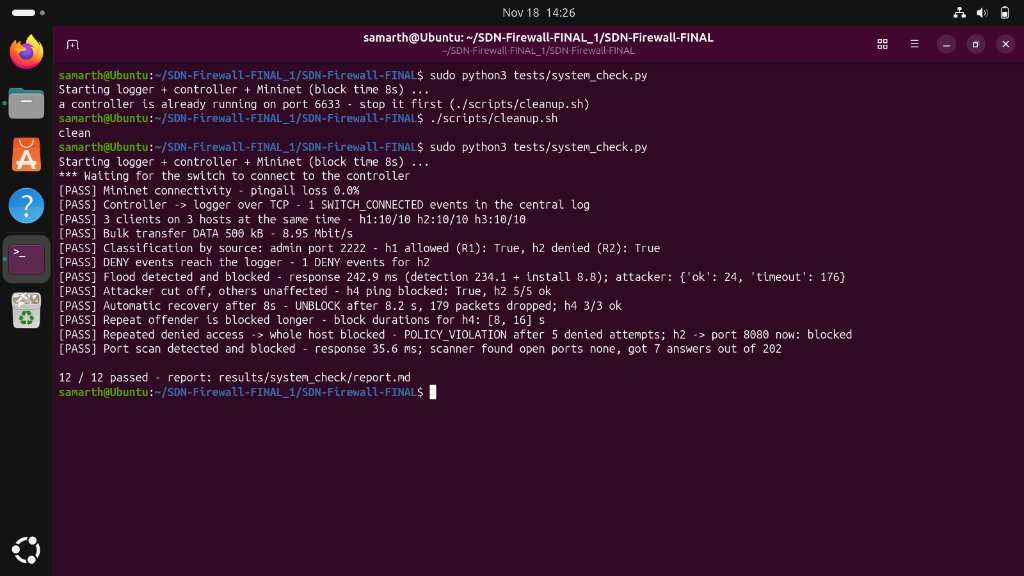 Nov 18 14:26
samarth@Ubuntu: ~/SDN-Firewall-FINAL_1/SDN-Firewall-FINAL
~/SDN-Firewall-FINAL_1/SDN-Firewall-FINAL
samarth@Ubuntu:~/SDN-Firewall-FINAL_1/SDN-Firewall-FINAL$ sudo python3 tests/system_check.py
Starting logger + controller + Mininet (block time 8s) ...
a controller is already running on port 6633 - stop it first (./scripts/cleanup.sh)
samarth@Ubuntu:~/SDN-Firewall-FINAL_1/SDN-Firewall-FINAL$ ./scripts/cleanup.sh
clean
samarth@Ubuntu:~/SDN-Firewall-FINAL_1/SDN-Firewall-FINAL$ sudo python3 tests/system_check.py
Starting logger + controller + Mininet (block time 8s) ...
*** Waiting for the switch to connect to the controller
[PASS] Mininet connectivity - pingall loss 0.0%
[PASS] Controller -> logger over TCP - 1 SWITCH_CONNECTED events in the central log
[PASS] 3 clients on 3 hosts at the same time - h1:10/10 h2:10/10 h3:10/10
[PASS] Bulk transfer DATA 500 kB - 8.95 Mbit/s
[PASS] Classification by source: admin port 2222 - h1 allowed (R1): True, h2 denied (R2): True
[PASS] DENY events reach the logger - 1 DENY events for h2
[PASS] Flood detected and blocked - response 242.9 ms (detection 234.1 + install 8.8); attacker: {'ok': 24, 'timeout': 176}
[PASS] Attacker cut off, others unaffected - h4 ping blocked: True, h2 5/5 ok
[PASS] Automatic recovery after 8s - UNBLOCK after 8.2 s, 179 packets dropped; h4 3/3 ok
[PASS] Repeat offender is blocked longer - block durations for h4: [8, 16] s
[PASS] Repeated denied access -> whole host blocked - POLICY_VIOLATION after 5 denied attempts; h2 -> port 8080 now: blocked
[PASS] Port scan detected and blocked - response 35.6 ms; scanner found open ports none, got 7 answers out of 202
12 / 12 passed - report: results/system_check/report.md
samarth@Ubuntu:~/SDN-Firewall-FINAL_1/SDN-Firewall-FINAL$